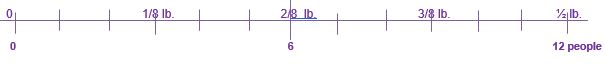 0 1/8 lb. 2/8 lb. 3/8 lb. ½ lb.
0 6 12 people